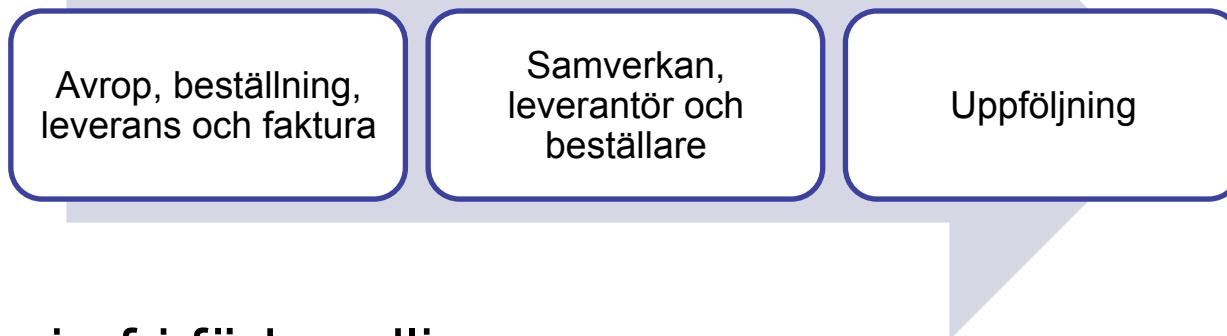 Avrop, beställning,
leverans och faktura
Samverkan,
leverantör och
beställare
Uppföljning